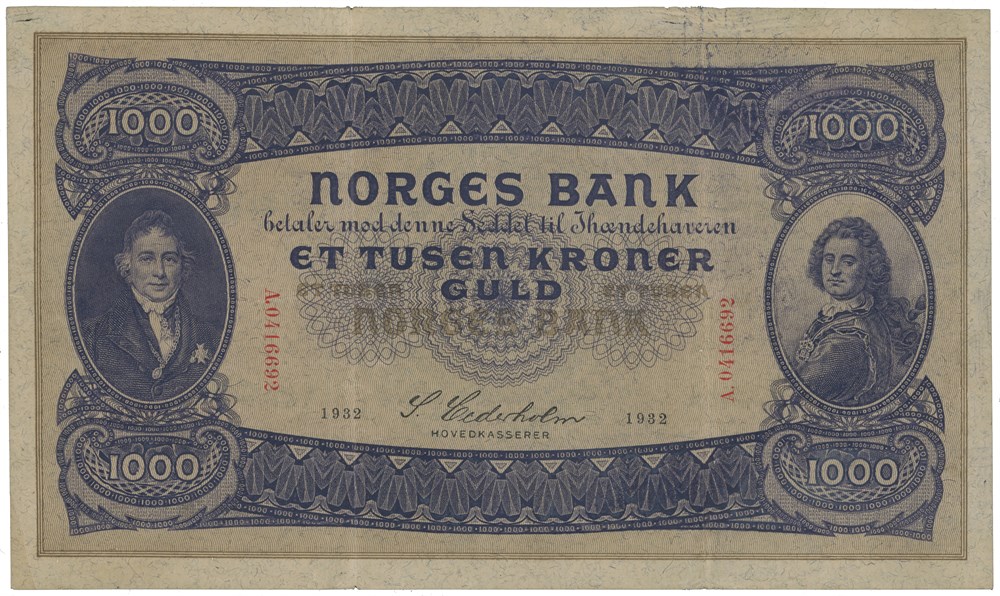 1000 1000
NORGES BANK
betaler mod denne Seddel til Ihændehaveren
ET TUSEN KRONER
GULD
NORGES BANK
A.0416692
A.0416692
1932 S. Cederholm 1932
HOVEDKASSERER
1000 1000